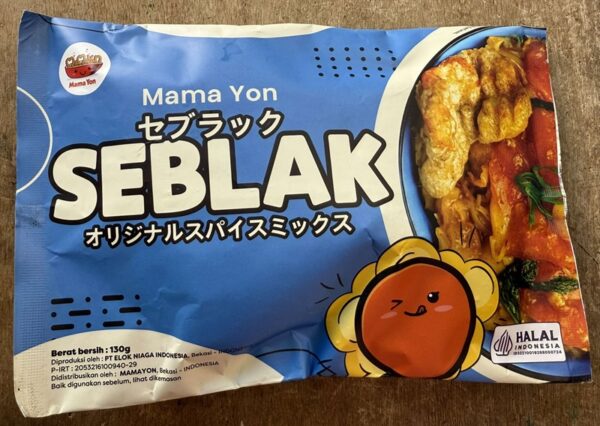 Mama Yon
Mama Yon
セブラック
SEBLAK
オリジナルスパイスミックス
Berat bersih : 130g
Diproduksi oleh : PT ELOK NIAGA INDONESIA, Bekasi - INDONE
P-IRT : 2053216100940-29
Didistribusikan oleh : MAMAYON, Bekasi - INDONESIA
Baik digunakan sebelum, lihat dikemasan
HALAL
INDONESIA